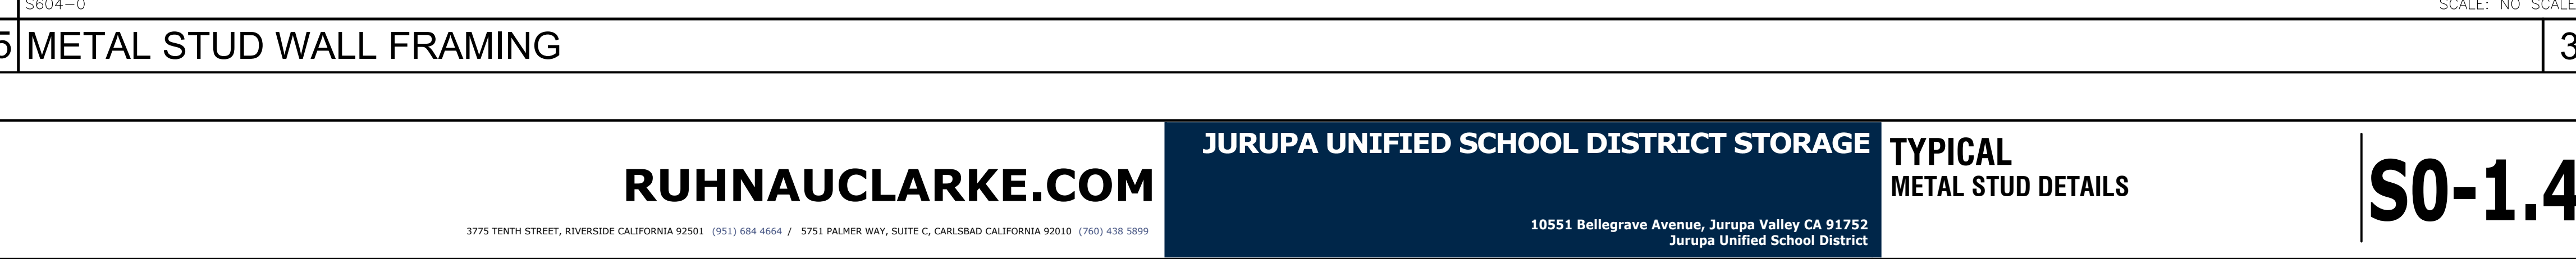 S604-0
SCALE: NO SCALE
5 METAL STUD WALL FRAMING 3
JURUPA UNIFIED SCHOOL DISTRICT STORAGE
TYPICAL
METAL STUD DETAILS
S0-1.4
RUHNAUCLARKE.COM
3775 TENTH STREET, RIVERSIDE CALIFORNIA 92501 (951) 684 4664 / 5751 PALMER WAY, SUITE C, CARLSBAD CALIFORNIA 92010 (760) 438 5899
10551 Bellegrave Avenue, Jurupa Valley CA 91752
Jurupa Unified School District